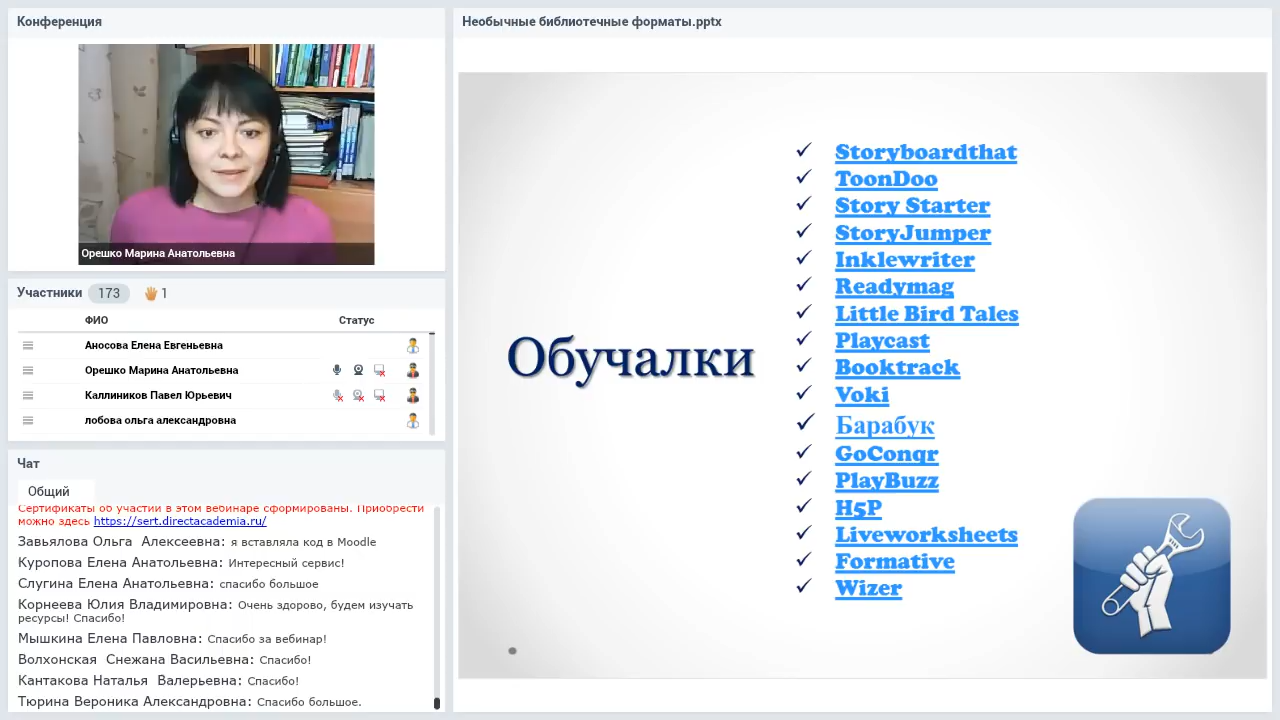 Конференция
Орешко Марина Анатольевна
Участники 173 1
ФИО Статус
Аносова Елена Евгеньевна
Орешко Марина Анатольевна
Каллиников Павел Юрьевич
лобова ольга александровна
Чат
Общий
Сертификаты об участии в этом вебинаре сформированы. Приобрести
можно здесь https://sert.directacademia.ru/
Завьялова Ольга Алексеевна: я вставляла код в Moodle
Куропова Елена Анатольевна: Интересный сервис!
Слугина Елена Анатольевна: спасибо большое
Корнеева Юлия Владимировна: Очень здорово, будем изучать
ресурсы! Спасибо!
Мышкина Елена Павловна: Спасибо за вебинар!
Волхонская Снежана Васильевна: Спасибо!
Кантакова Наталья Валерьевна: Спасибо!
Тюрина Вероника Александровна: Спасибо большое.
Необычные библиотечные форматы.pptx
Обучалки
Storyboardthat
ToonDoo
Story Starter
StoryJumper
Inklewriter
Readymag
Little Bird Tales
Playcast
Booktrack
Voki
Барабук
GoConqr
PlayBuzz
H5P
Liveworksheets
Formative
Wizer